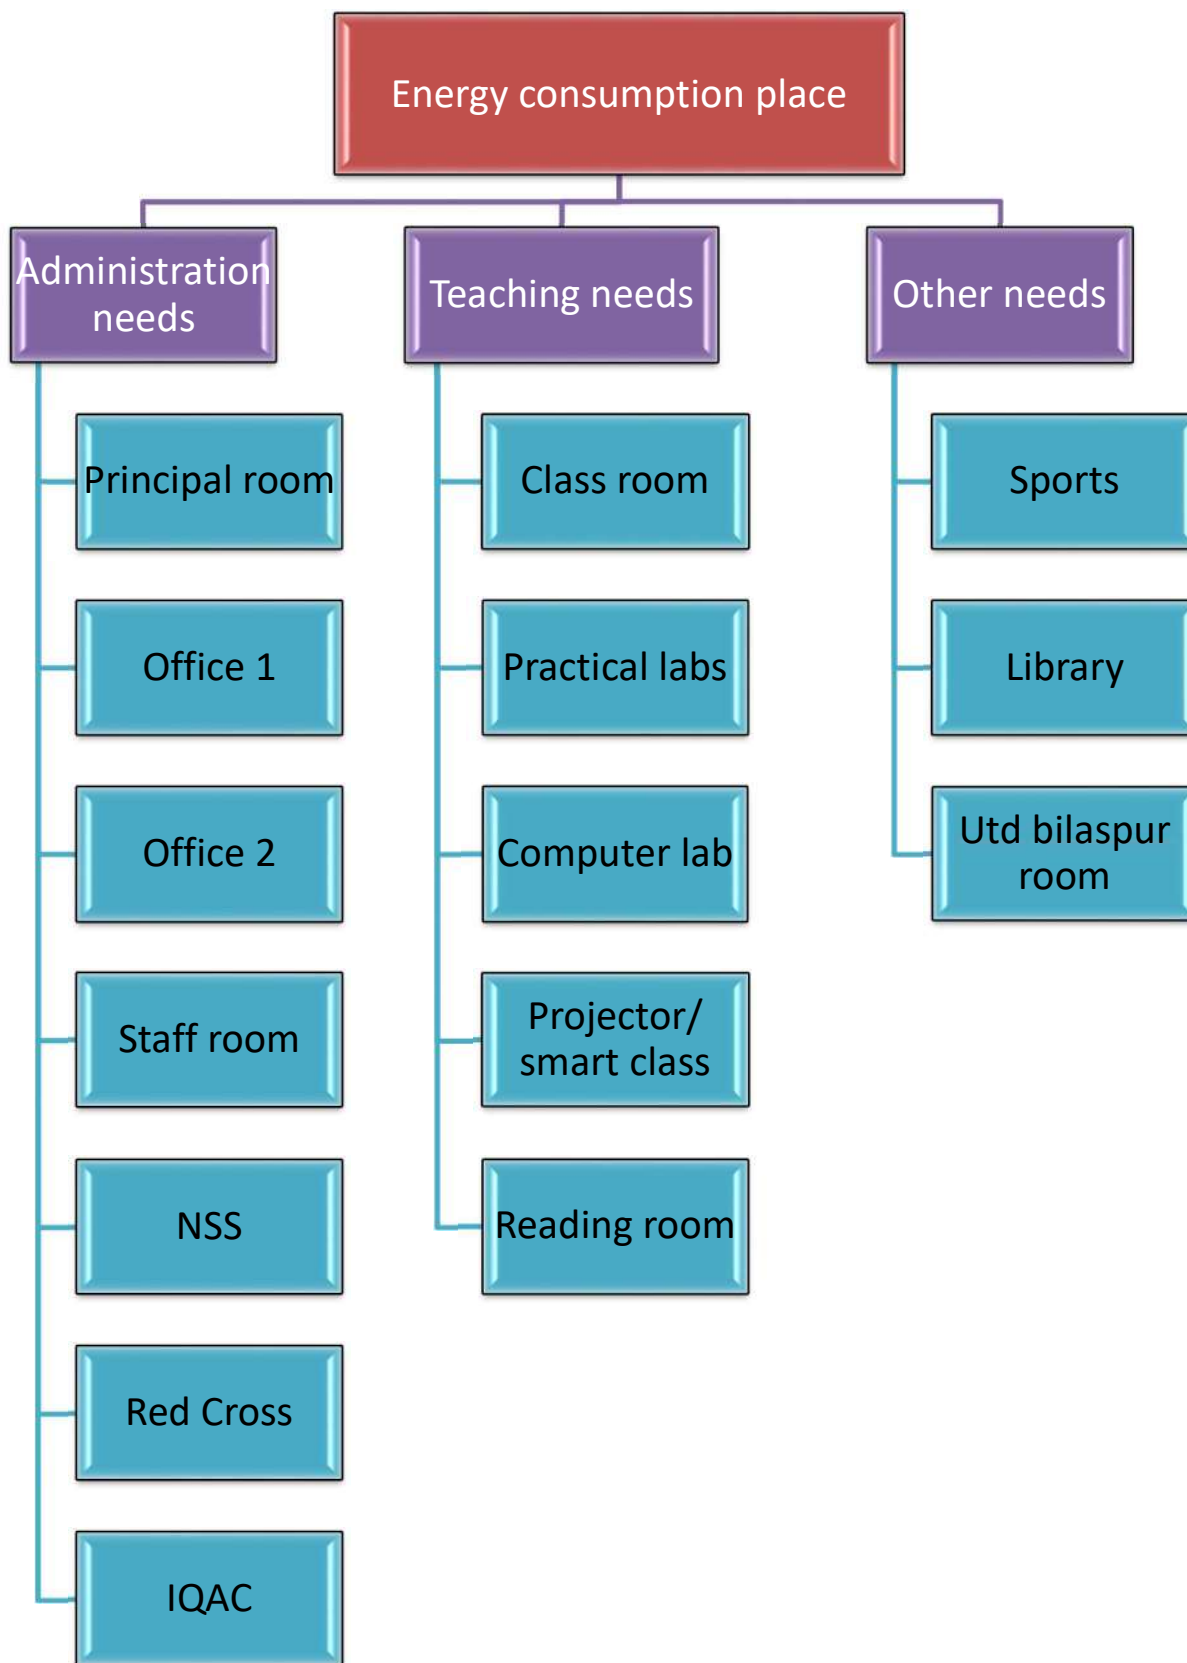 Energy consumption place
Administration
needs
Principal room
Office 1
Office 2
Staff room
NSS
Red Cross
IQAC
Teaching needs
Class room
Practical labs
Computer lab
Projector/
smart class
Reading room
Other needs
Sports
Library
Utd bilaspur
room